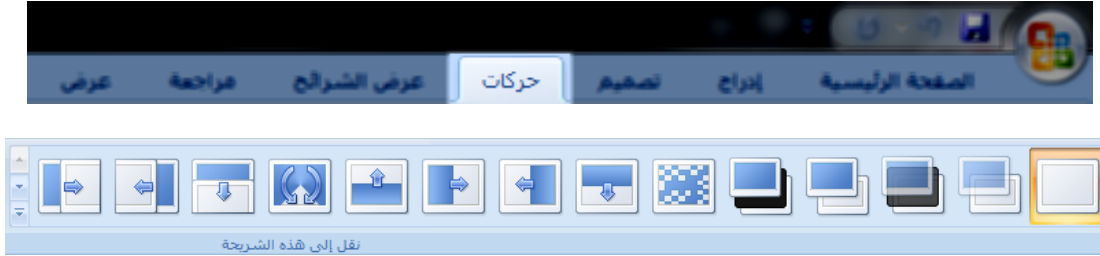 الصفحة الرئيسية إدراج تصميم حركات عرض الشرائح مراجعة عرض
نقل إلى هذه الشريحة